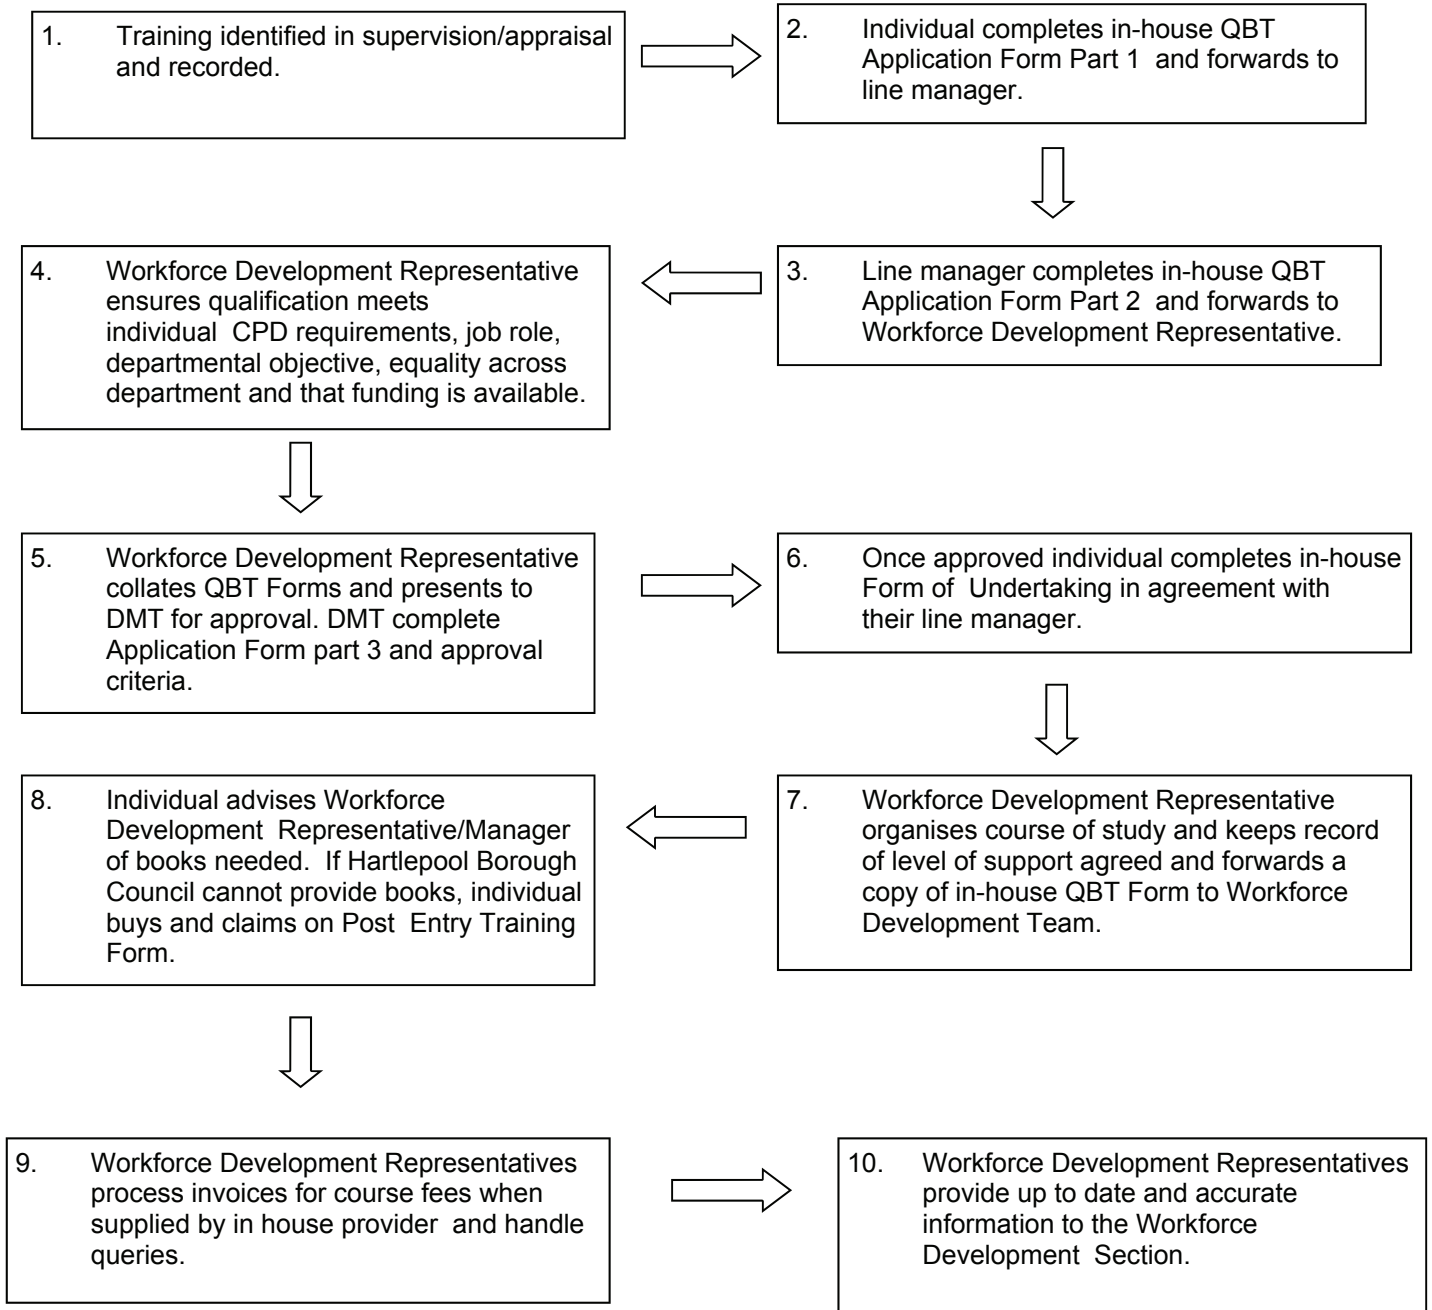 1. Training identified in supervision/appraisal
and recorded.
2. Individual completes in-house QBT
Application Form Part 1 and forwards to
line manager.
3. Line manager completes in-house QBT
Application Form Part 2 and forwards to
Workforce Development Representative.
4. Workforce Development Representative
ensures qualification meets
individual CPD requirements, job role,
departmental objective, equality across
department and that funding is available.
5. Workforce Development Representative
collates QBT Forms and presents to
DMT for approval. DMT complete
Application Form part 3 and approval
criteria.
6. Once approved individual completes in-house
Form of Undertaking in agreement with
their line manager.
7. Workforce Development Representative
organises course of study and keeps record
of level of support agreed and forwards a
copy of in-house QBT Form to Workforce
Development Team.
8. Individual advises Workforce
Development Representative/Manager
of books needed. If Hartlepool Borough
Council cannot provide books, individual
buys and claims on Post Entry Training
Form.
9. Workforce Development Representatives
process invoices for course fees when
supplied by in house provider and handle
queries.
10. Workforce Development Representatives
provide up to date and accurate
information to the Workforce
Development Section.